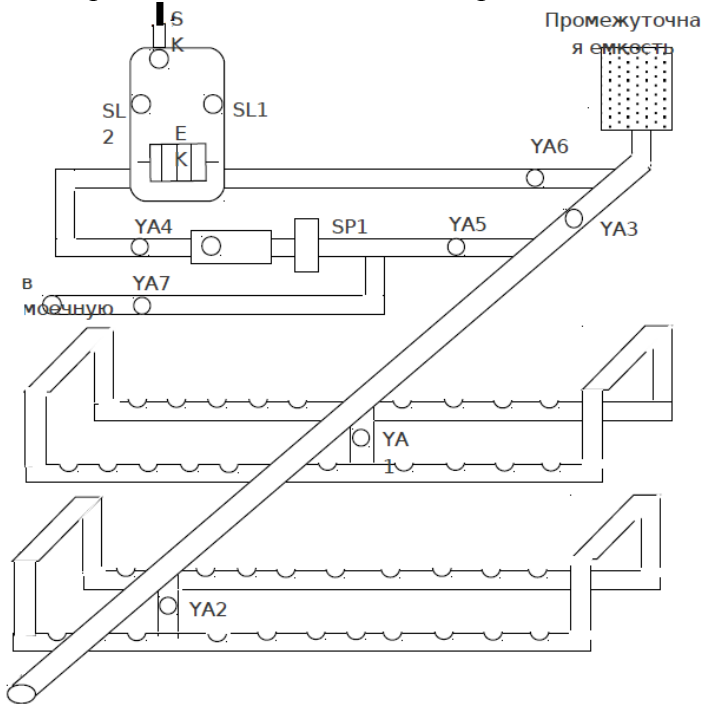 S
K
Промежуточна
я емкость
SL
2
SL1
E
K
YA6
YA4
SP1
YA5
YA3
в
моечную
YA7
YA
1
YA2